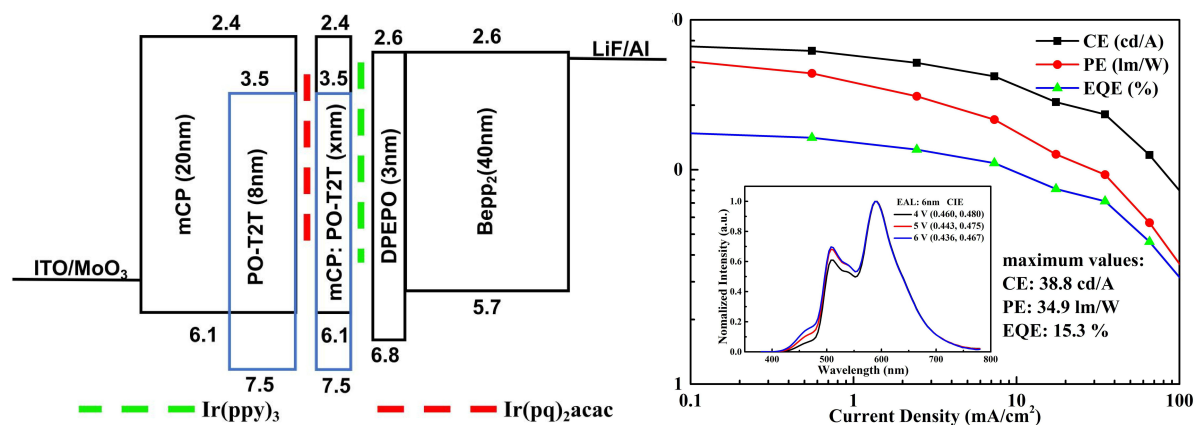 2.4
2.4
2.6
2.6
LiF/Al
3.5
3.5
mCP (20nm)
PO-T2T (8nm)
mCP: PO-T2T (xnm)
DPEPO (3nm)
Bepp₂(40nm)
ITO/MoO₃
6.1
6.1
5.7
6.8
7.5
7.5
Ir(ppy)₃
Ir(pq)₂acac
CE (cd/A)
PE (lm/W)
EQE (%)
0
0
1
0.1
1
10
100
Current Density (mA/cm²)
maximum values:
CE: 38.8 cd/A
PE: 34.9 lm/W
EQE: 15.3 %
EAL: 6nm CIE
4 V (0.460, 0.480)
5 V (0.443, 0.475)
6 V (0.436, 0.467)
Nomalized Intensity (a.u.)
1.0
0.8
0.6
0.4
0.2
0.0
400
500
600
700
800
Wavelength (nm)